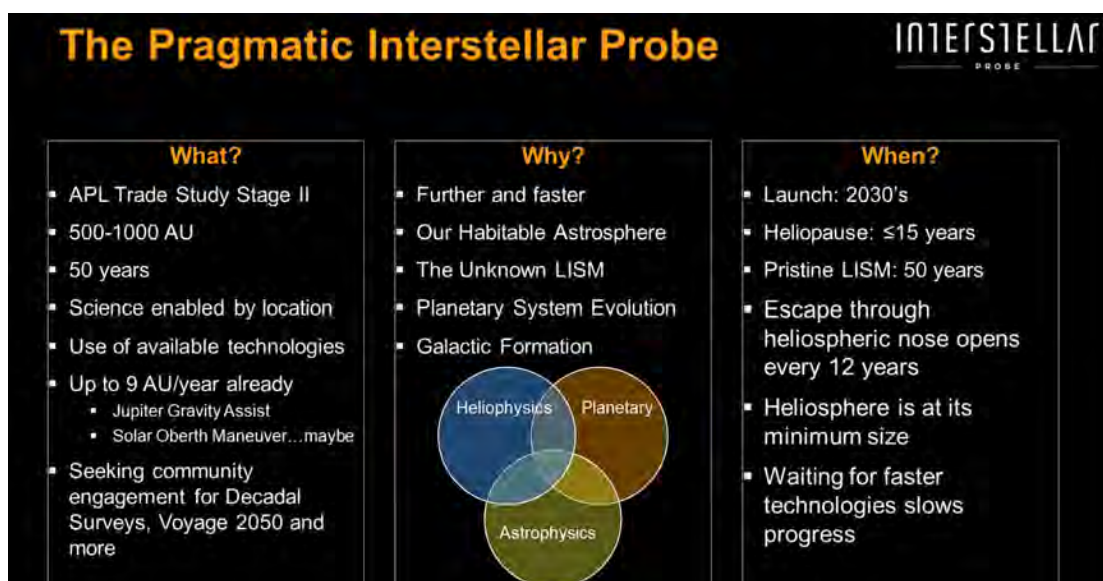 The Pragmatic Interstellar Probe
INTERSTELLAR
PROBE
What?
▪ APL Trade Study Stage II
▪ 500-1000 AU
▪ 50 years
▪ Science enabled by location
▪ Use of available technologies
▪ Up to 9 AU/year already
▪ Jupiter Gravity Assist
▪ Solar Oberth Maneuver…maybe
▪ Seeking community
engagement for Decadal
Surveys, Voyage 2050 and
more
Why?
▪ Further and faster
▪ Our Habitable Astrosphere
▪ The Unknown LISM
▪ Planetary System Evolution
▪ Galactic Formation
Heliophysics
Planetary
Astrophysics
When?
▪ Launch: 2030's
▪ Heliopause: ≤15 years
▪ Pristine LISM: 50 years
▪ Escape through
heliospheric nose opens
every 12 years
▪ Heliosphere is at its
minimum size
▪ Waiting for faster
technologies slows
progress